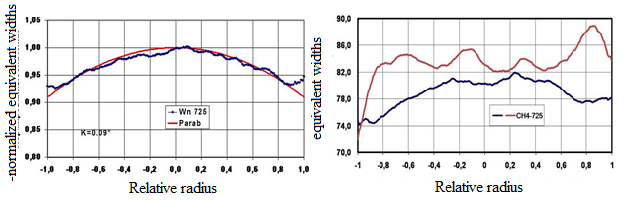 -normalized equivalent widths
1,05
1,00
0,95
0,90
0,85
0,80
-1,0 -0,8 -0,6 -0,4 -0,2 0,0 0,2 0,4 0,6 0,8 1,0
Wn 725
Parab
K=0.09"
Relative radius
equivalent widths
90,0
86,0
82,0
78,0
74,0
70,0
-1 -0,8 -0,6 -0,4 -0,2 0 0,2 0,4 0,6 0,8 1
CH4-725
Relative radius